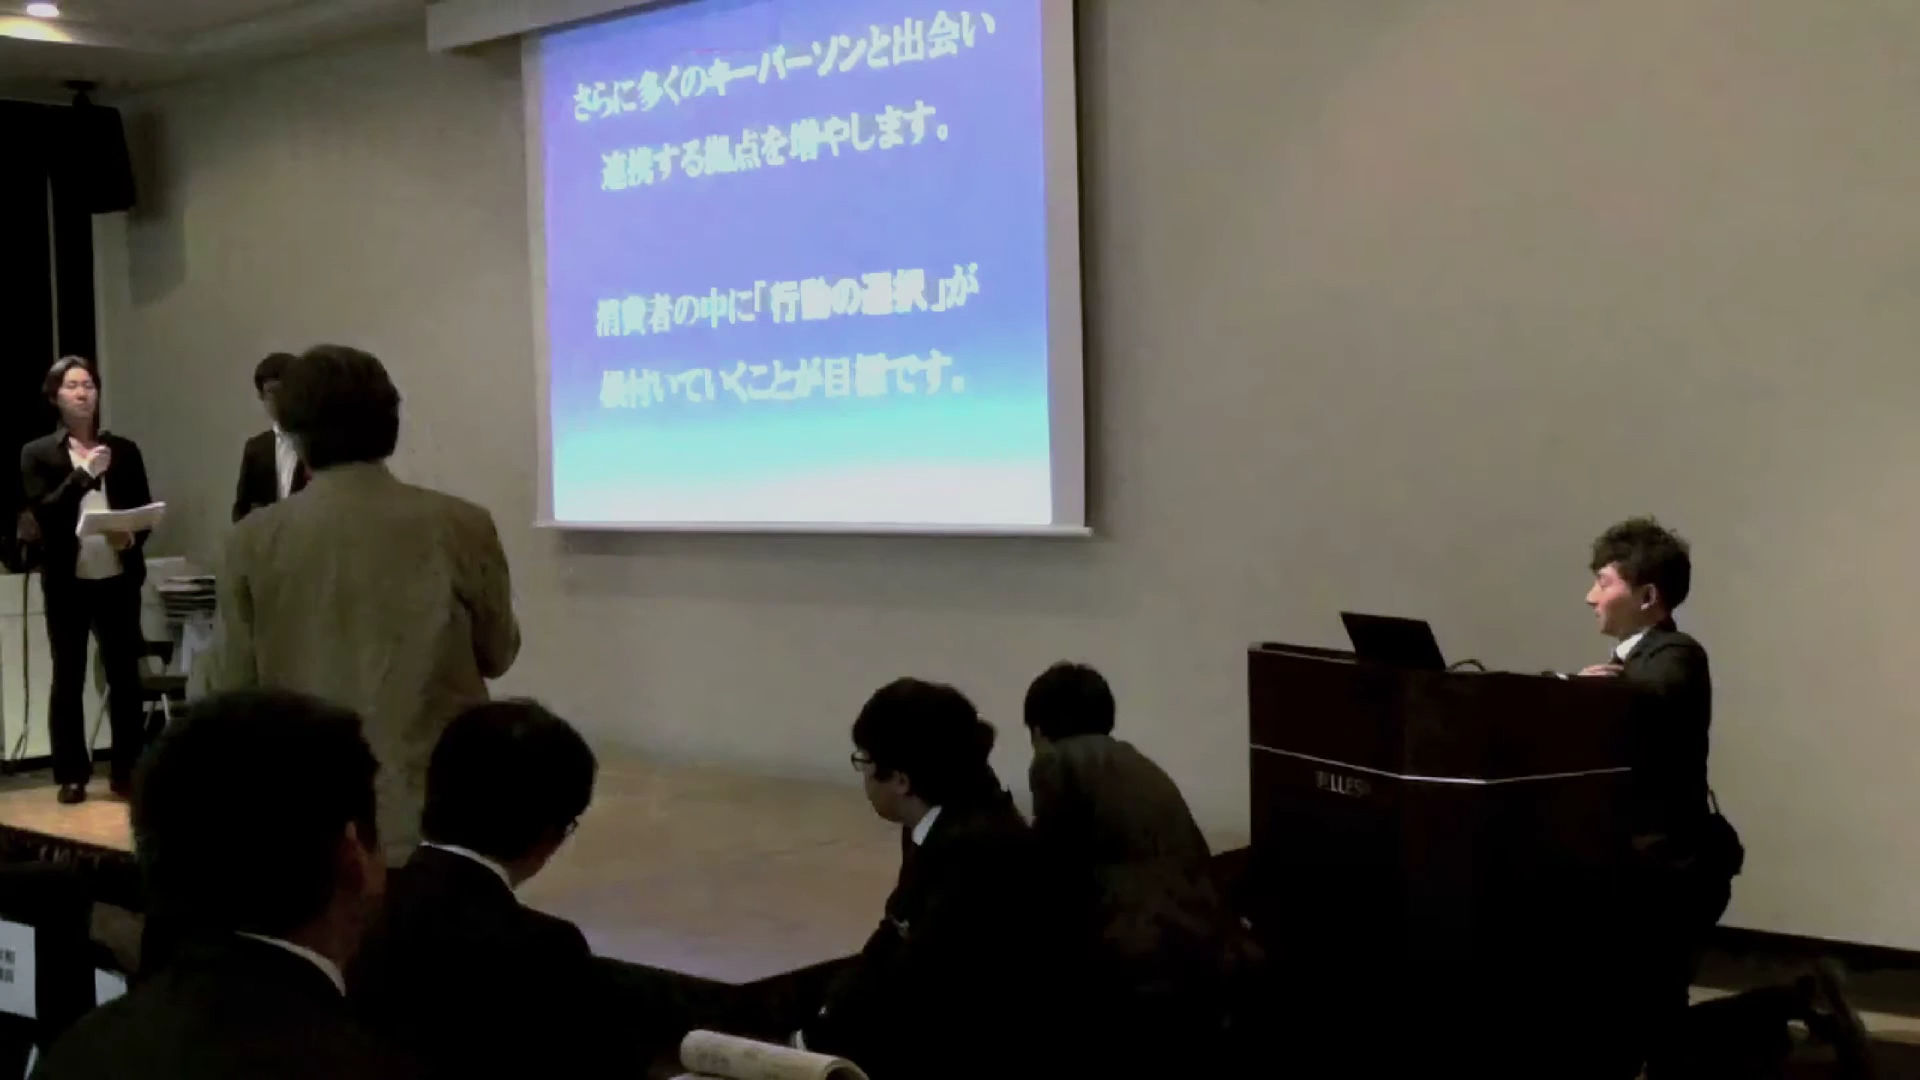 さらに多くのキーパーソンと出会い
連携する拠点を増やします。
消費者の中に「行動の選択」が
根付いていくことが目標です。